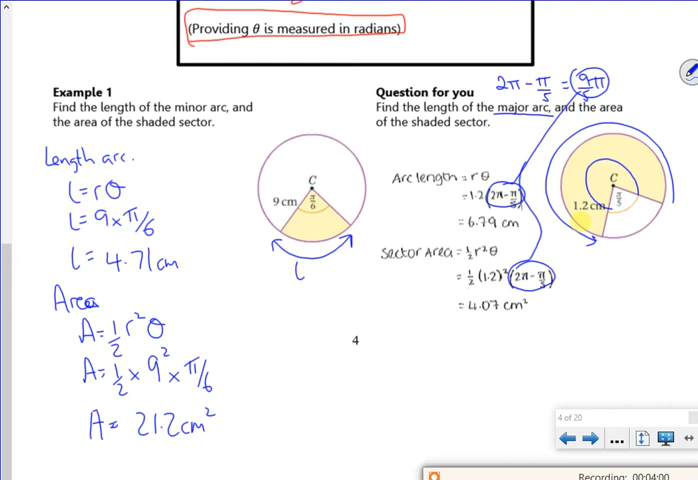 (Providing θ is measured in radians)
Example 1
Find the length of the minor arc, and
the area of the shaded sector.
Length arc.
l = rθ
l = 9 × π/6
l = 4.71cm
Area
A = 1/2 r²θ
A = 1/2 × 9² × π/6
A = 21.2cm²
C
9 cm
π/6
l
Question for you
2π - π/5 = 9/5 π
Find the length of the major arc, and the area
of the shaded sector.
Arc length = rθ
= 1.2(2π - π/5)
= 6.79 cm
Sector Area = 1/2 r²θ
= 1/2 (1.2)² (2π - π/5)
= 4.07 cm²
C
1.2 cm
π/5
4
4 of 20
...
Recording: 00:04:00